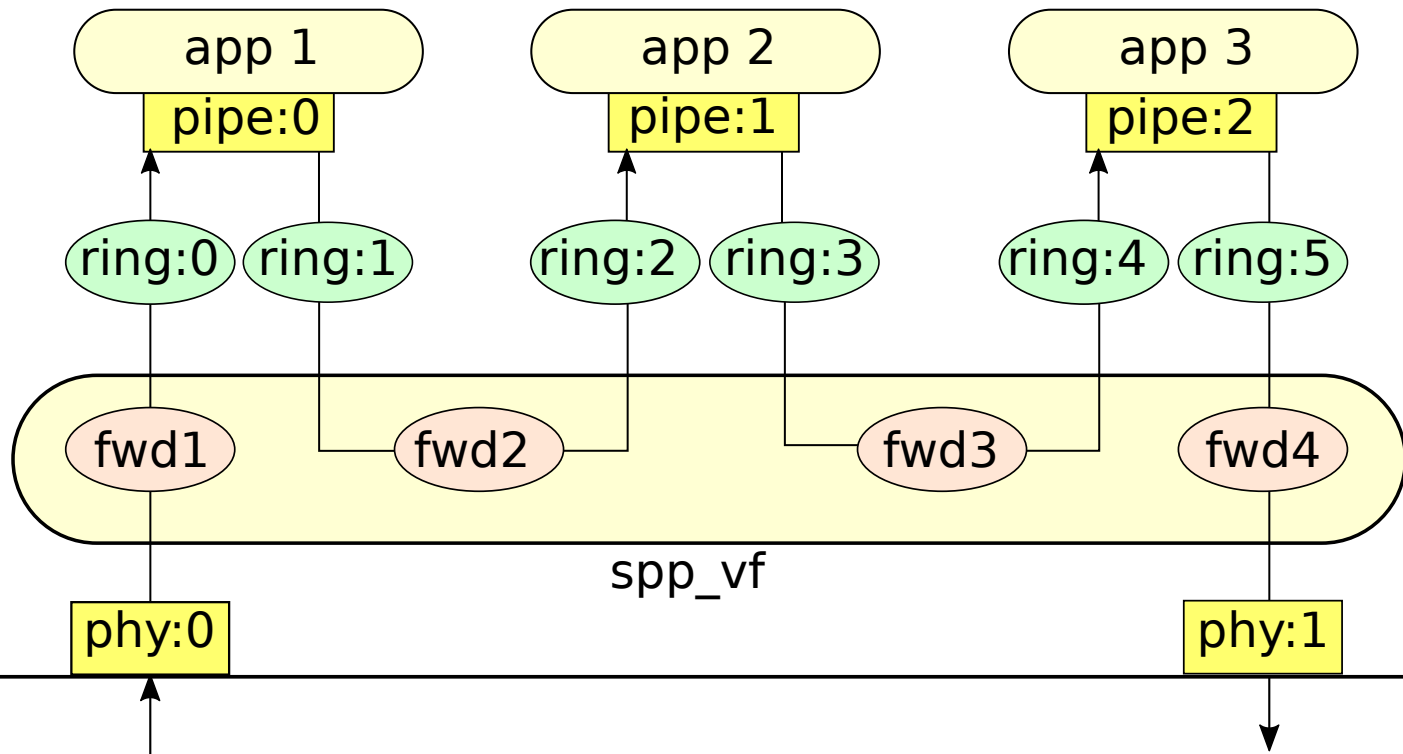 app 1
app 2
app 3
pipe:0
pipe:1
pipe:2
ring:0
ring:1
ring:2
ring:3
ring:4
ring:5
fwd1
fwd2
fwd3
fwd4
spp_vf
phy:0
phy:1